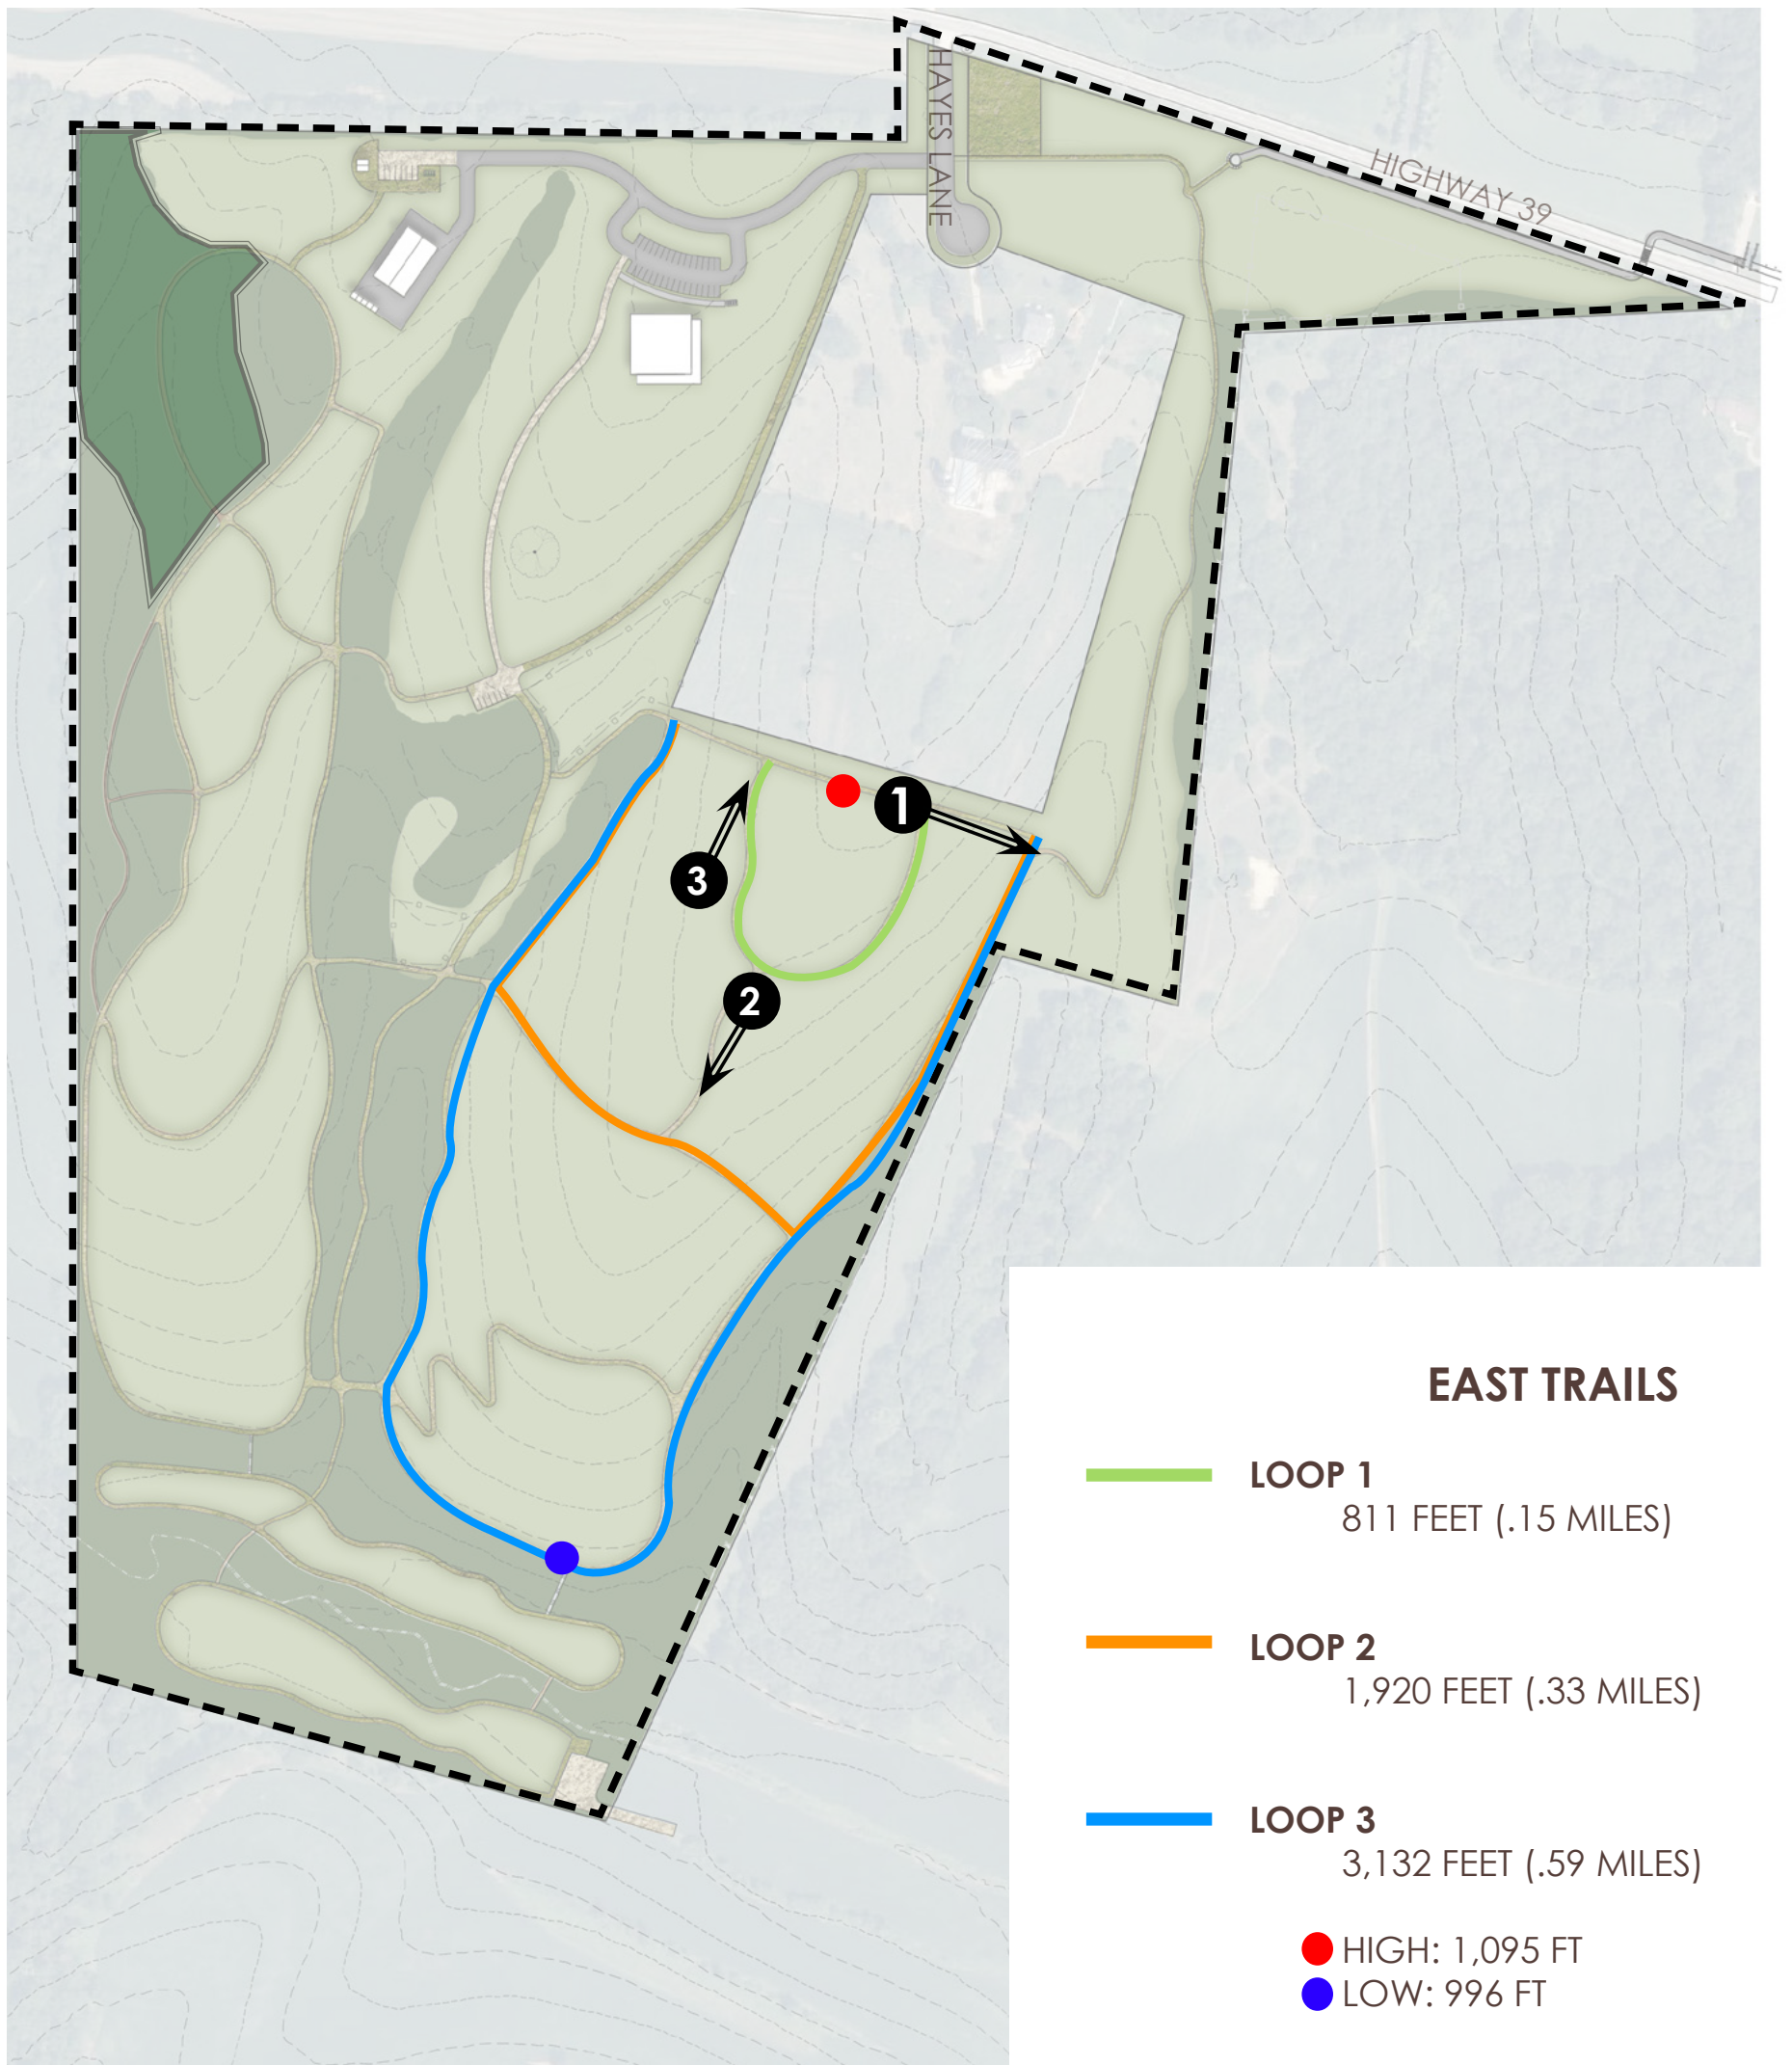 HAYES LANE
HIGHWAY 39
1
3
2
EAST TRAILS
LOOP 1
811 FEET (.15 MILES)
LOOP 2
1,920 FEET (.33 MILES)
LOOP 3
3,132 FEET (.59 MILES)
HIGH: 1,095 FT
LOW: 996 FT